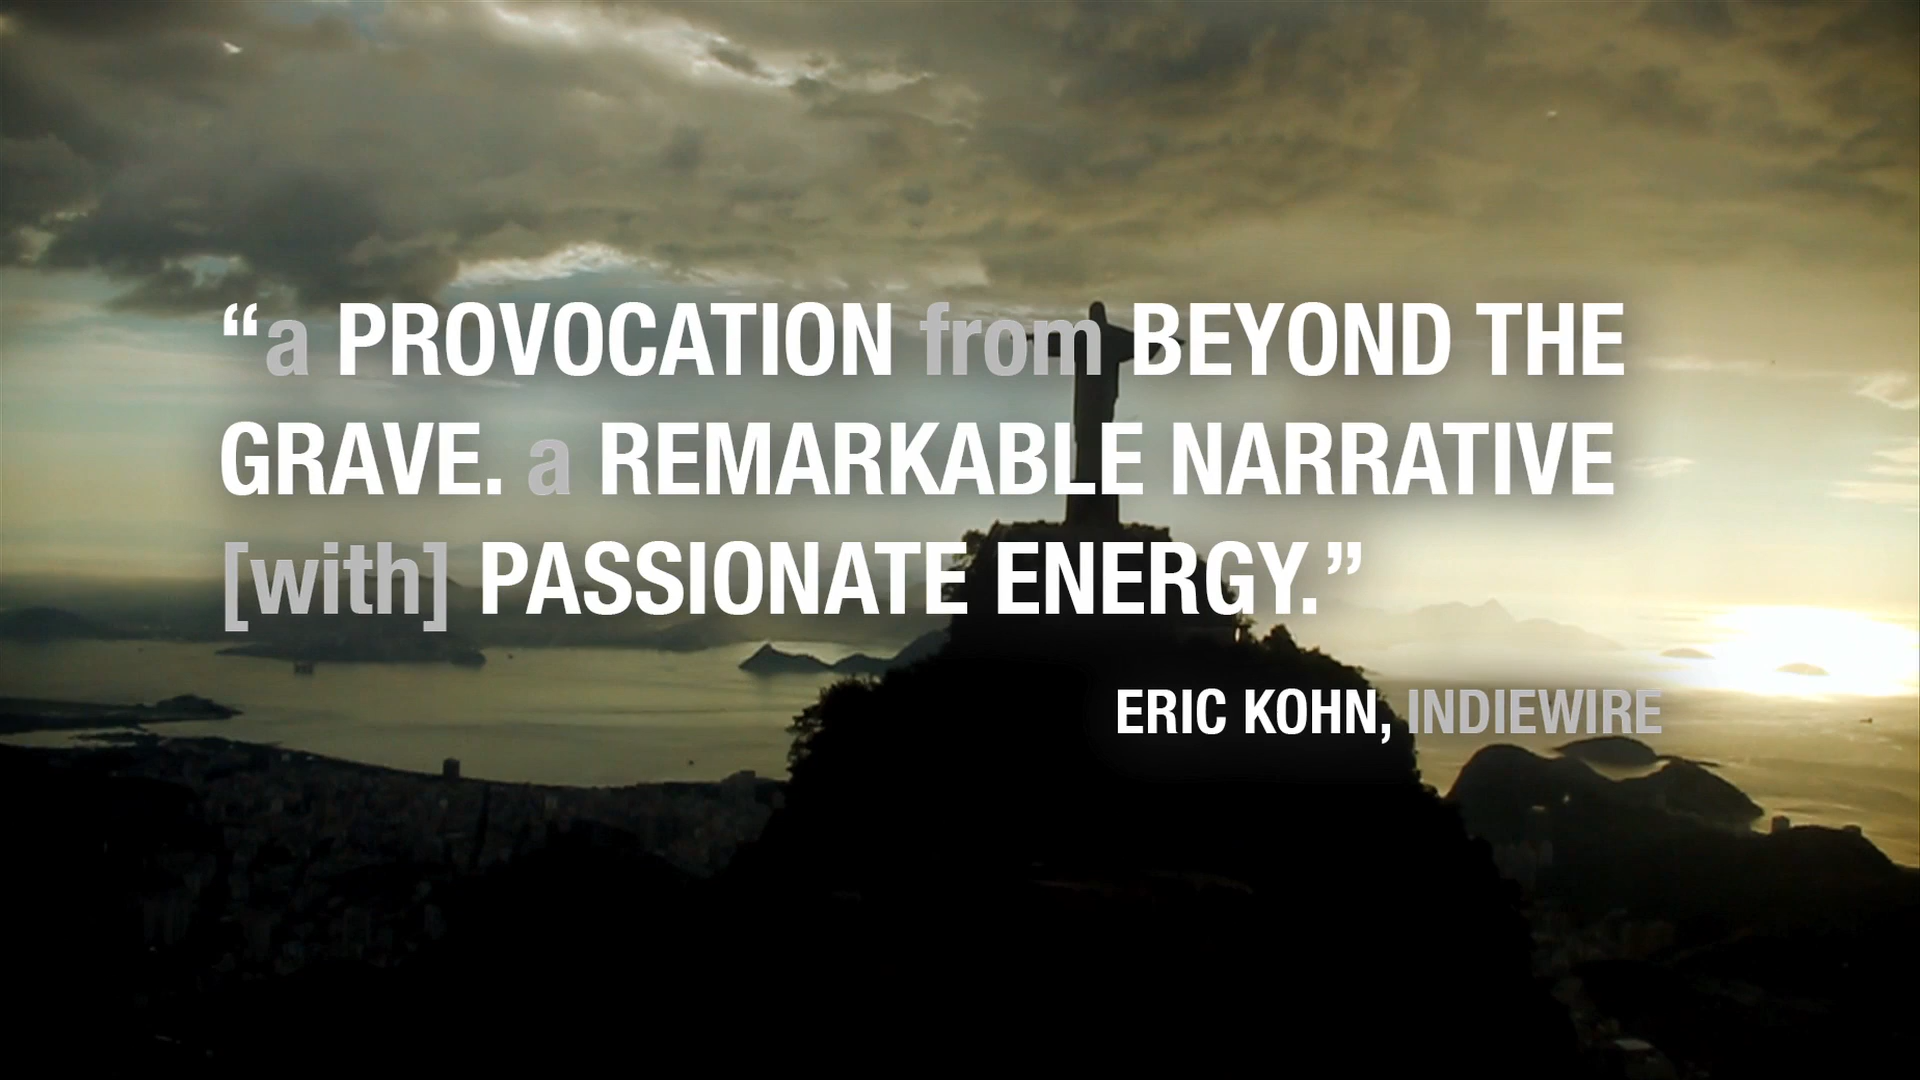 “a PROVOCATION from BEYOND THE
GRAVE. a REMARKABLE NARRATIVE
[with] PASSIONATE ENERGY.”
ERIC KOHN, INDIEWIRE